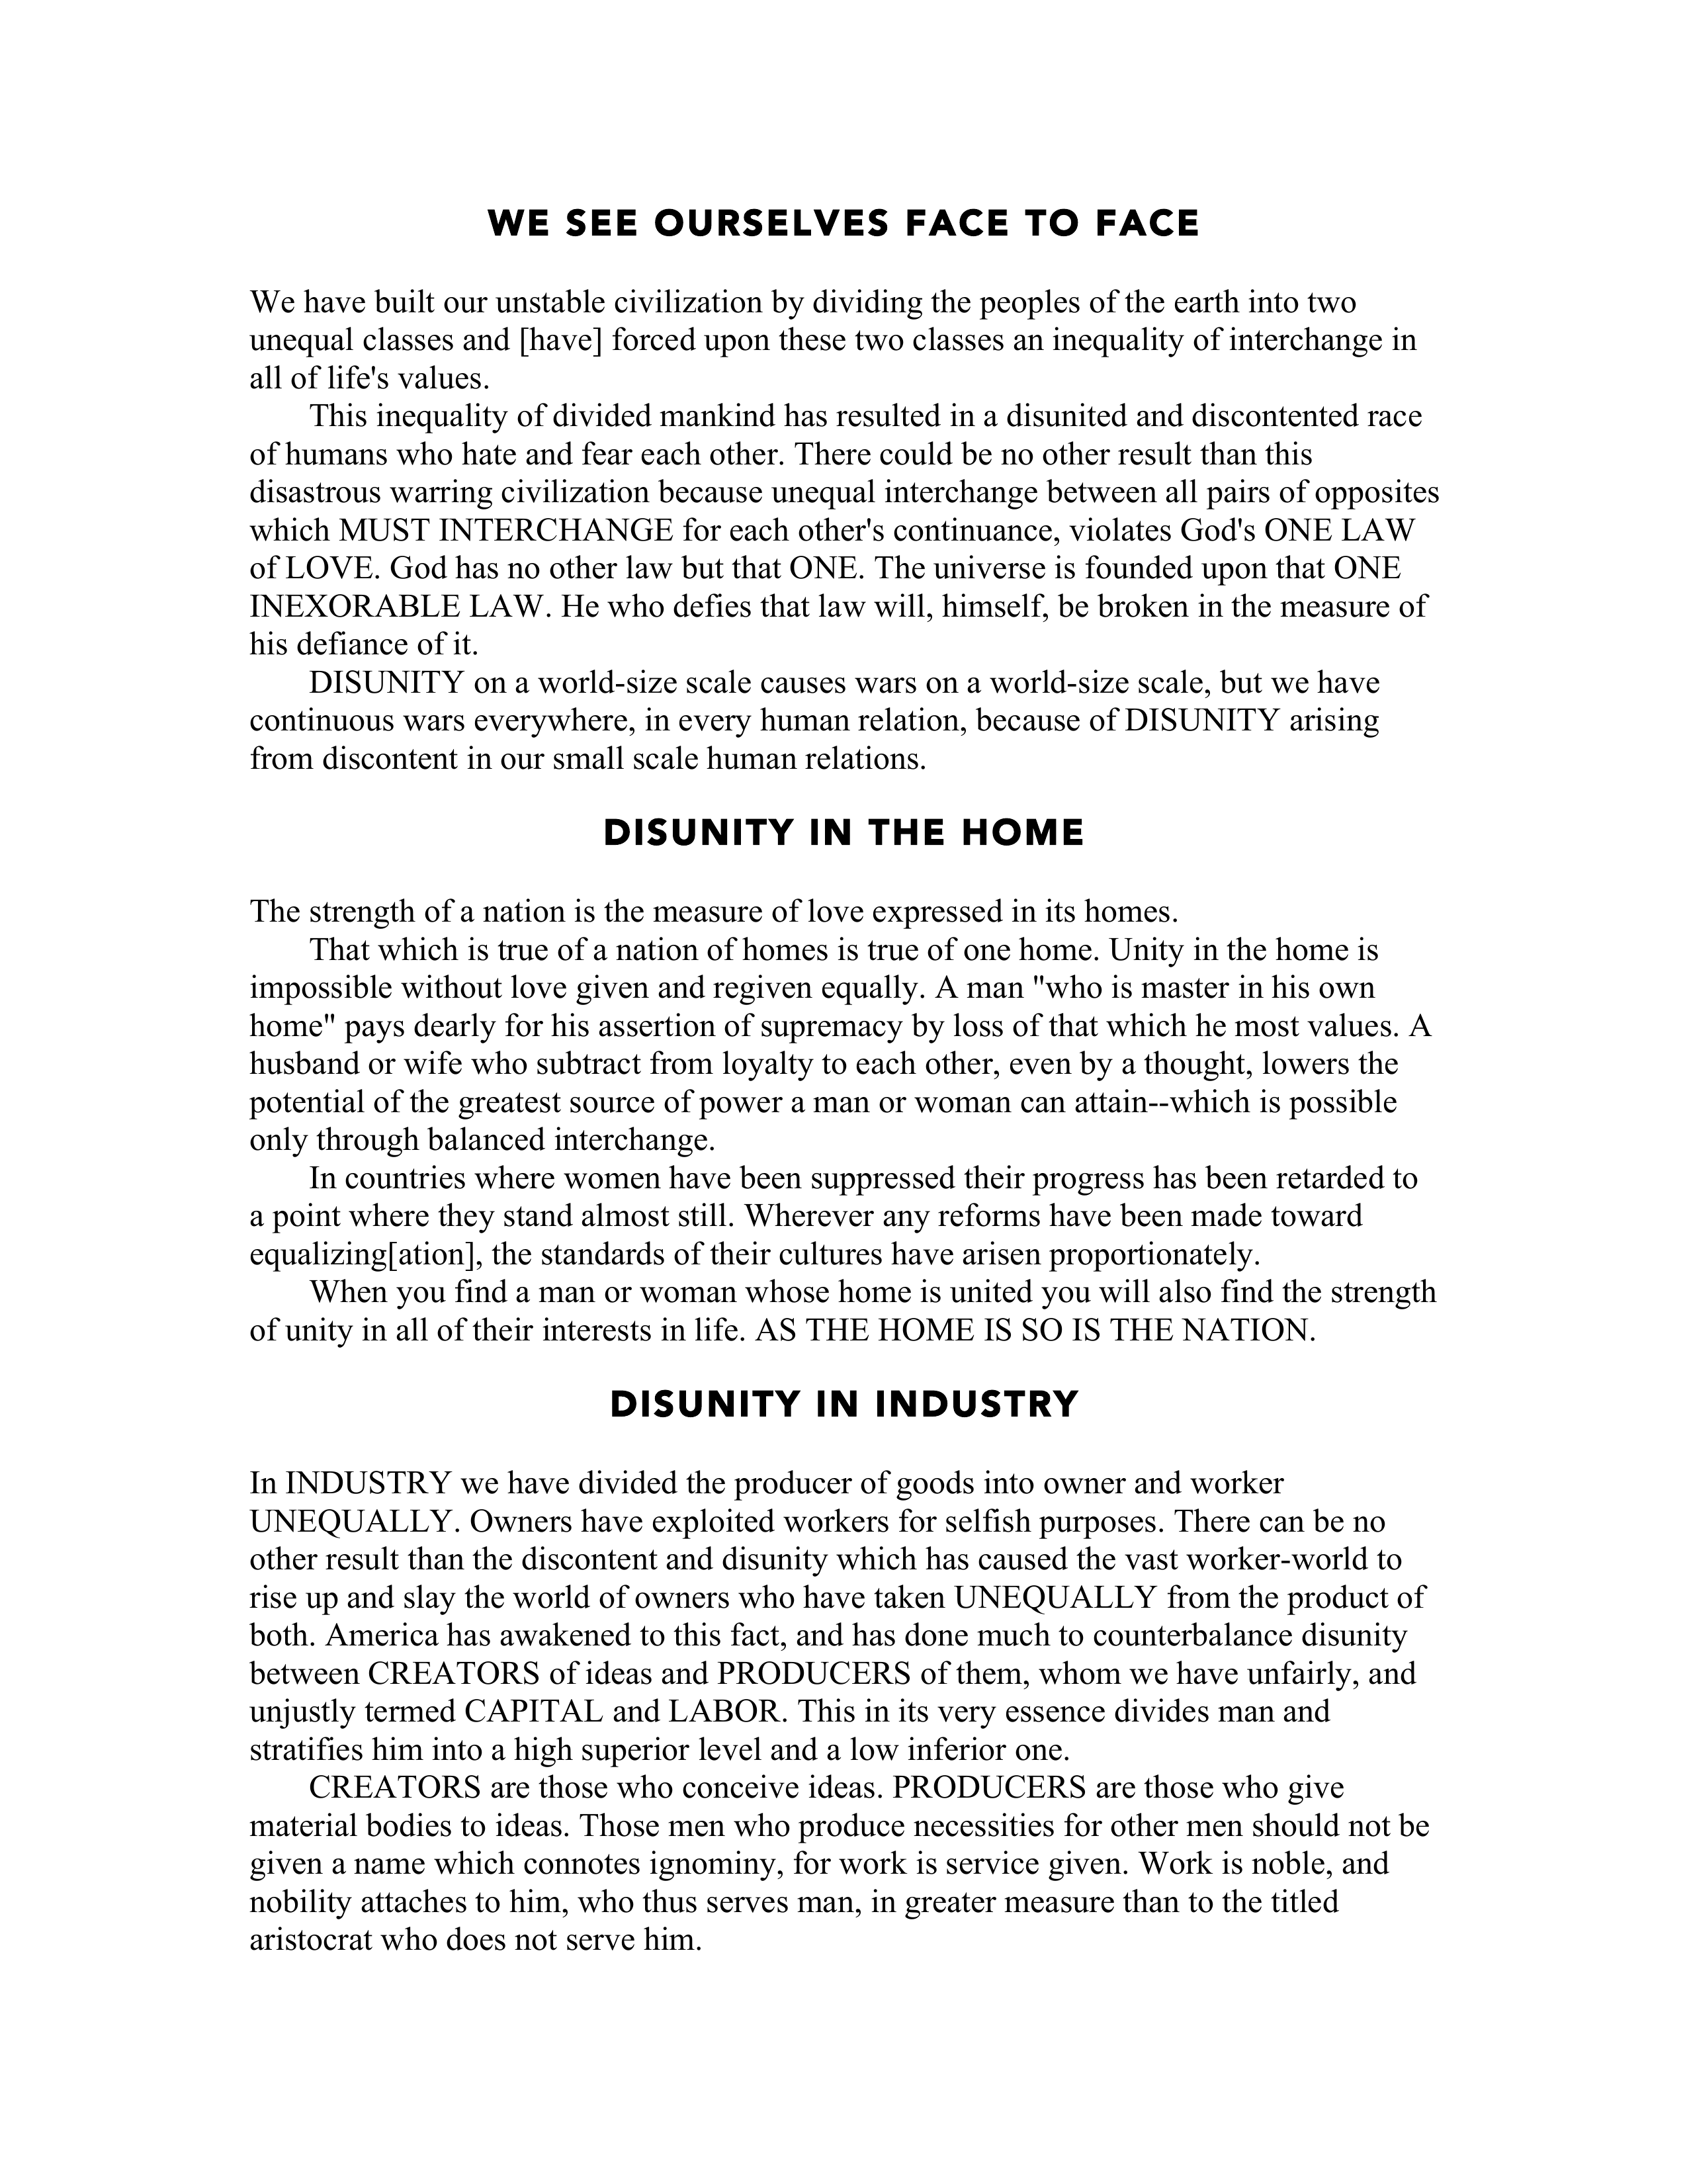 WE SEE OURSELVES FACE TO FACE
We have built our unstable civilization by dividing the peoples of the earth into two
unequal classes and [have] forced upon these two classes an inequality of interchange in
all of life's values.
This inequality of divided mankind has resulted in a disunited and discontented race
of humans who hate and fear each other. There could be no other result than this
disastrous warring civilization because unequal interchange between all pairs of opposites
which MUST INTERCHANGE for each other's continuance, violates God's ONE LAW
of LOVE. God has no other law but that ONE. The universe is founded upon that ONE
INEXORABLE LAW. He who defies that law will, himself, be broken in the measure of
his defiance of it.
DISUNITY on a world-size scale causes wars on a world-size scale, but we have
continuous wars everywhere, in every human relation, because of DISUNITY arising
from discontent in our small scale human relations.
DISUNITY IN THE HOME
The strength of a nation is the measure of love expressed in its homes.
That which is true of a nation of homes is true of one home. Unity in the home is
impossible without love given and regiven equally. A man "who is master in his own
home" pays dearly for his assertion of supremacy by loss of that which he most values. A
husband or wife who subtract from loyalty to each other, even by a thought, lowers the
potential of the greatest source of power a man or woman can attain--which is possible
only through balanced interchange.
In countries where women have been suppressed their progress has been retarded to
a point where they stand almost still. Wherever any reforms have been made toward
equalizing[ation], the standards of their cultures have arisen proportionately.
When you find a man or woman whose home is united you will also find the strength
of unity in all of their interests in life. AS THE HOME IS SO IS THE NATION.
DISUNITY IN INDUSTRY
In INDUSTRY we have divided the producer of goods into owner and worker
UNEQUALLY. Owners have exploited workers for selfish purposes. There can be no
other result than the discontent and disunity which has caused the vast worker-world to
rise up and slay the world of owners who have taken UNEQUALLY from the product of
both. America has awakened to this fact, and has done much to counterbalance disunity
between CREATORS of ideas and PRODUCERS of them, whom we have unfairly, and
unjustly termed CAPITAL and LABOR. This in its very essence divides man and
stratifies him into a high superior level and a low inferior one.
CREATORS are those who conceive ideas. PRODUCERS are those who give
material bodies to ideas. Those men who produce necessities for other men should not be
given a name which connotes ignominy, for work is service given. Work is noble, and
nobility attaches to him, who thus serves man, in greater measure than to the titled
aristocrat who does not serve him.